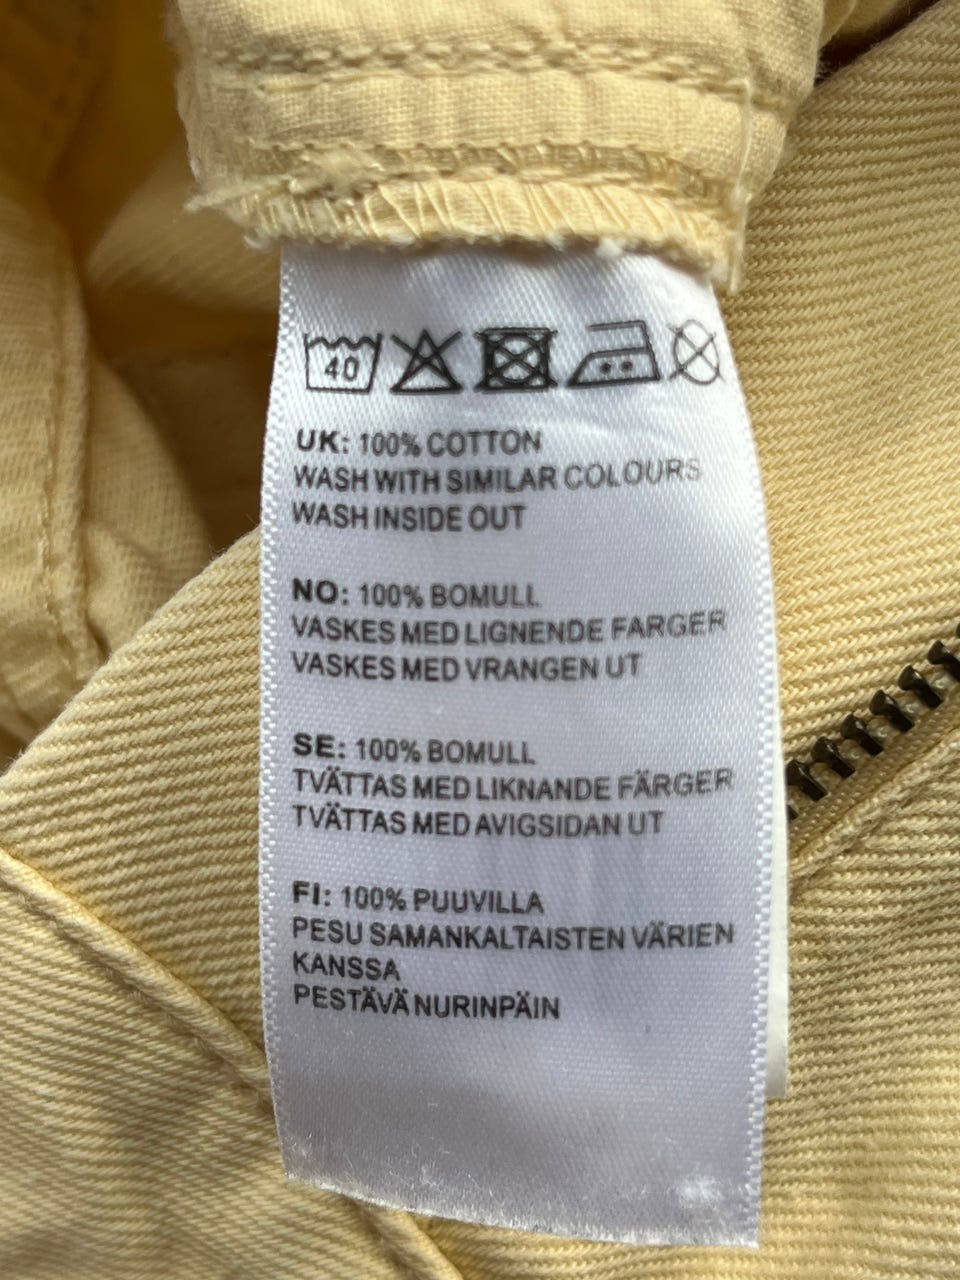 40
UK: 100% COTTON
WASH WITH SIMILAR COLOURS
WASH INSIDE OUT
NO: 100% BOMULL
VASKES MED LIGNENDE FARGER
VASKES MED VRANGEN UT
SE: 100% BOMULL
TVÄTTAS MED LIKNANDE FÄRGER
TVÄTTAS MED AVIGSIDAN UT
FI: 100% PUUVILLA
PESU SAMANKALTAISTEN VÄRIEN
KANSSA
PESTÄVÄ NURINPÄIN